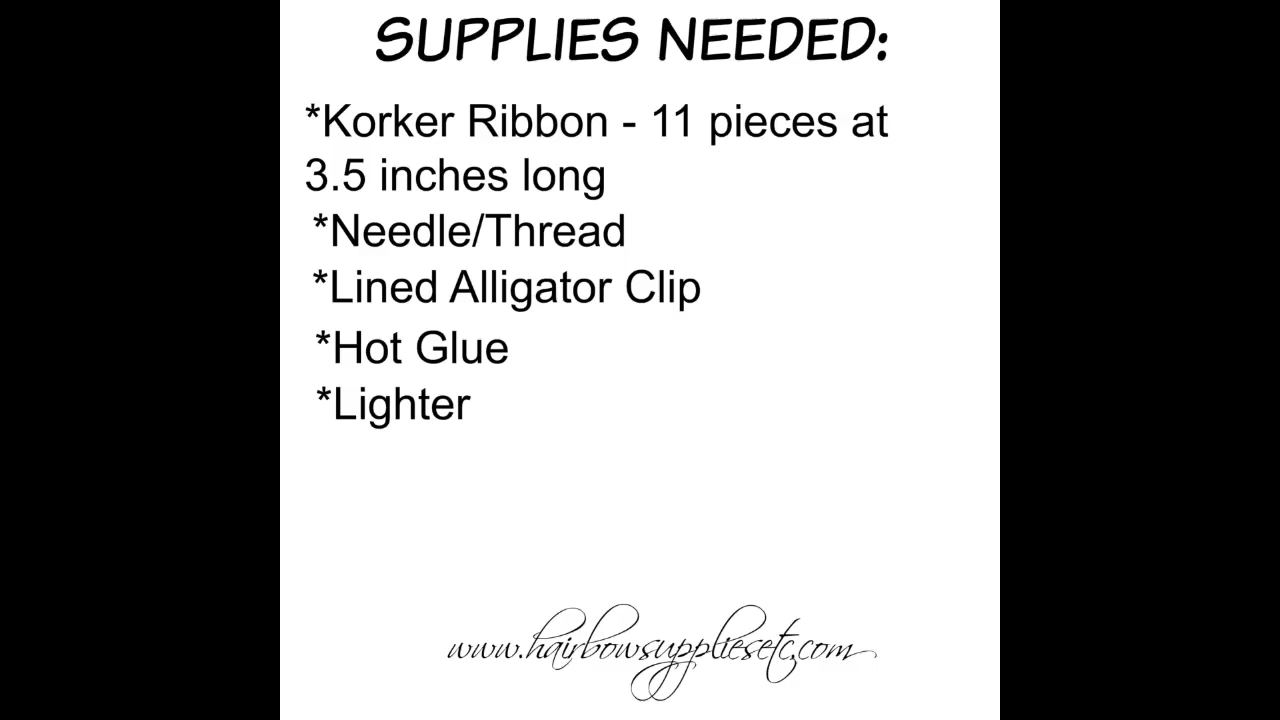 SUPPLIES NEEDED:
*Korker Ribbon - 11 pieces at
3.5 inches long
*Needle/Thread
*Lined Alligator Clip
*Hot Glue
*Lighter
www.hairbowsuppliesetc.com